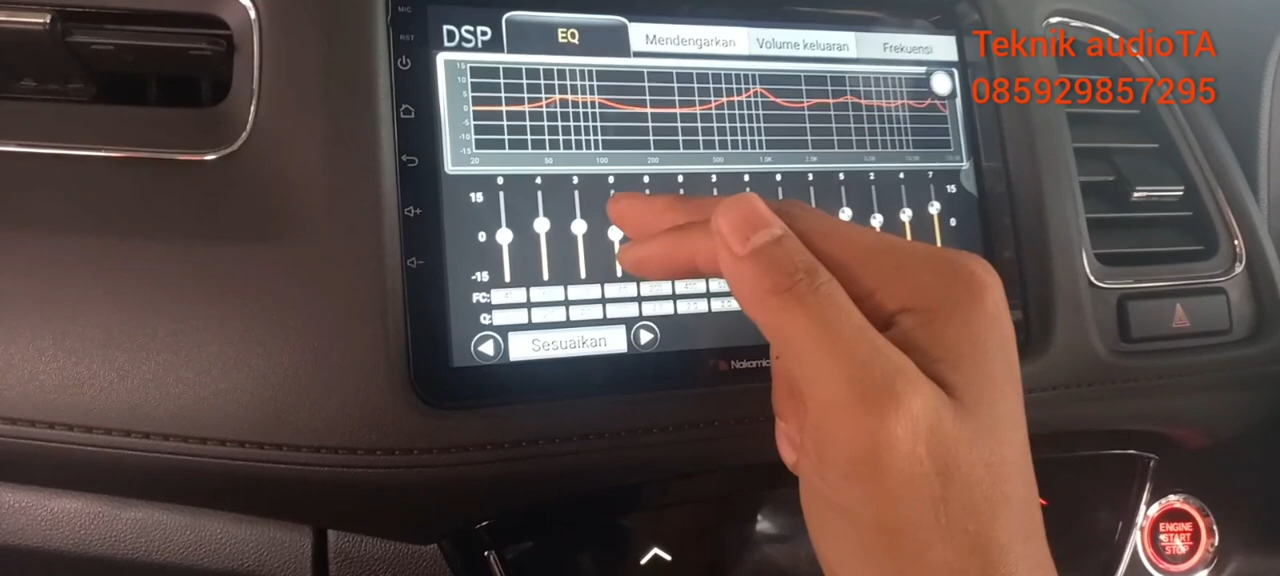 MIC
RST
DSP
EQ
Mendengarkan
Volume keluaran
Frekuensi
Teknik audioTA
085929857295
15
10
5
0
-5
-10
-15
20 50 100 200 500 1.0K 2.0K
0 4 3 0 0 0 3 6 0 3 5 2 4 7
15
0
-15
15
0
FC:
Q:
Sesuaikan
Nakamic
ENGINE
START
STOP